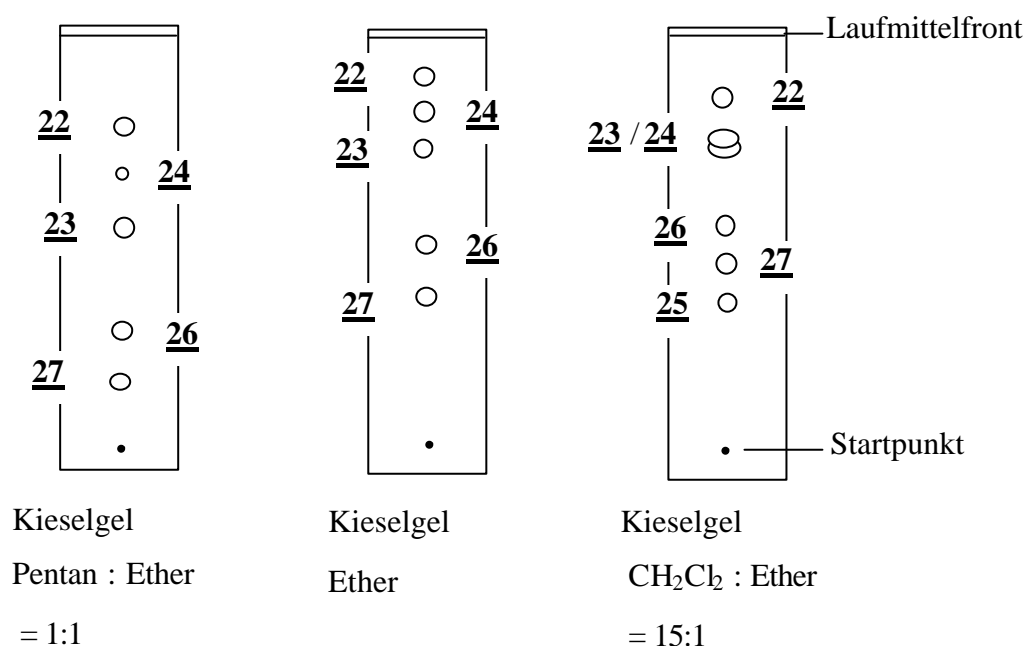 Laufmittelfront
22
24
23
26
27
22
24
23
26
27
22
23 / 24
26
27
25
Startpunkt
Kieselgel
Pentan : Ether
= 1:1
Kieselgel
Ether
Kieselgel
CH₂Cl₂ : Ether
= 15:1